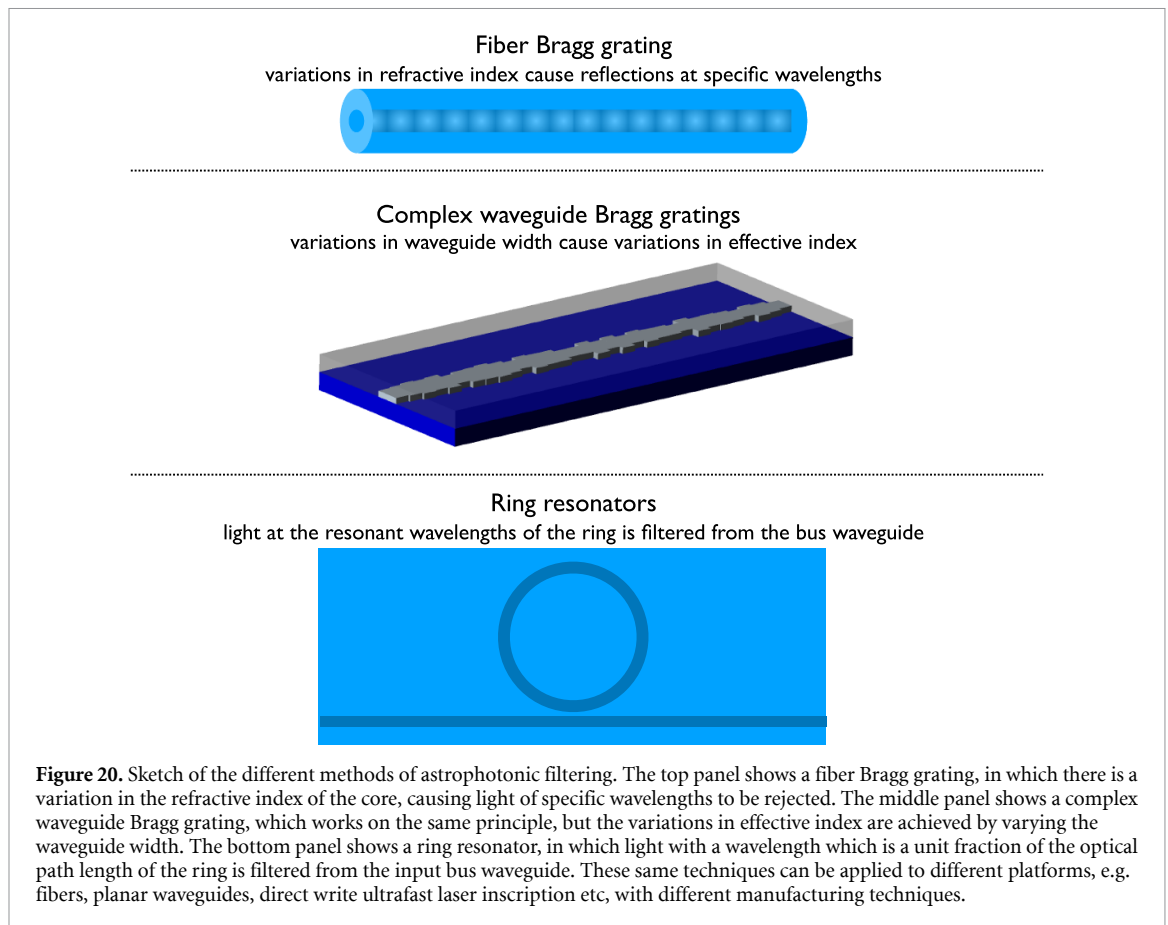 Fiber Bragg grating
variations in refractive index cause reflections at specific wavelengths
Complex waveguide Bragg gratings
variations in waveguide width cause variations in effective index
Ring resonators
light at the resonant wavelengths of the ring is filtered from the bus waveguide
Figure 20. Sketch of the different methods of astrophotonic filtering. The top panel shows a fiber Bragg grating, in which there is a
variation in the refractive index of the core, causing light of specific wavelengths to be rejected. The middle panel shows a complex
waveguide Bragg grating, which works on the same principle, but the variations in effective index are achieved by varying the
waveguide width. The bottom panel shows a ring resonator, in which light with a wavelength which is a unit fraction of the optical
path length of the ring is filtered from the input bus waveguide. These same techniques can be applied to different platforms, e.g.
fibers, planar waveguides, direct write ultrafast laser inscription etc, with different manufacturing techniques.